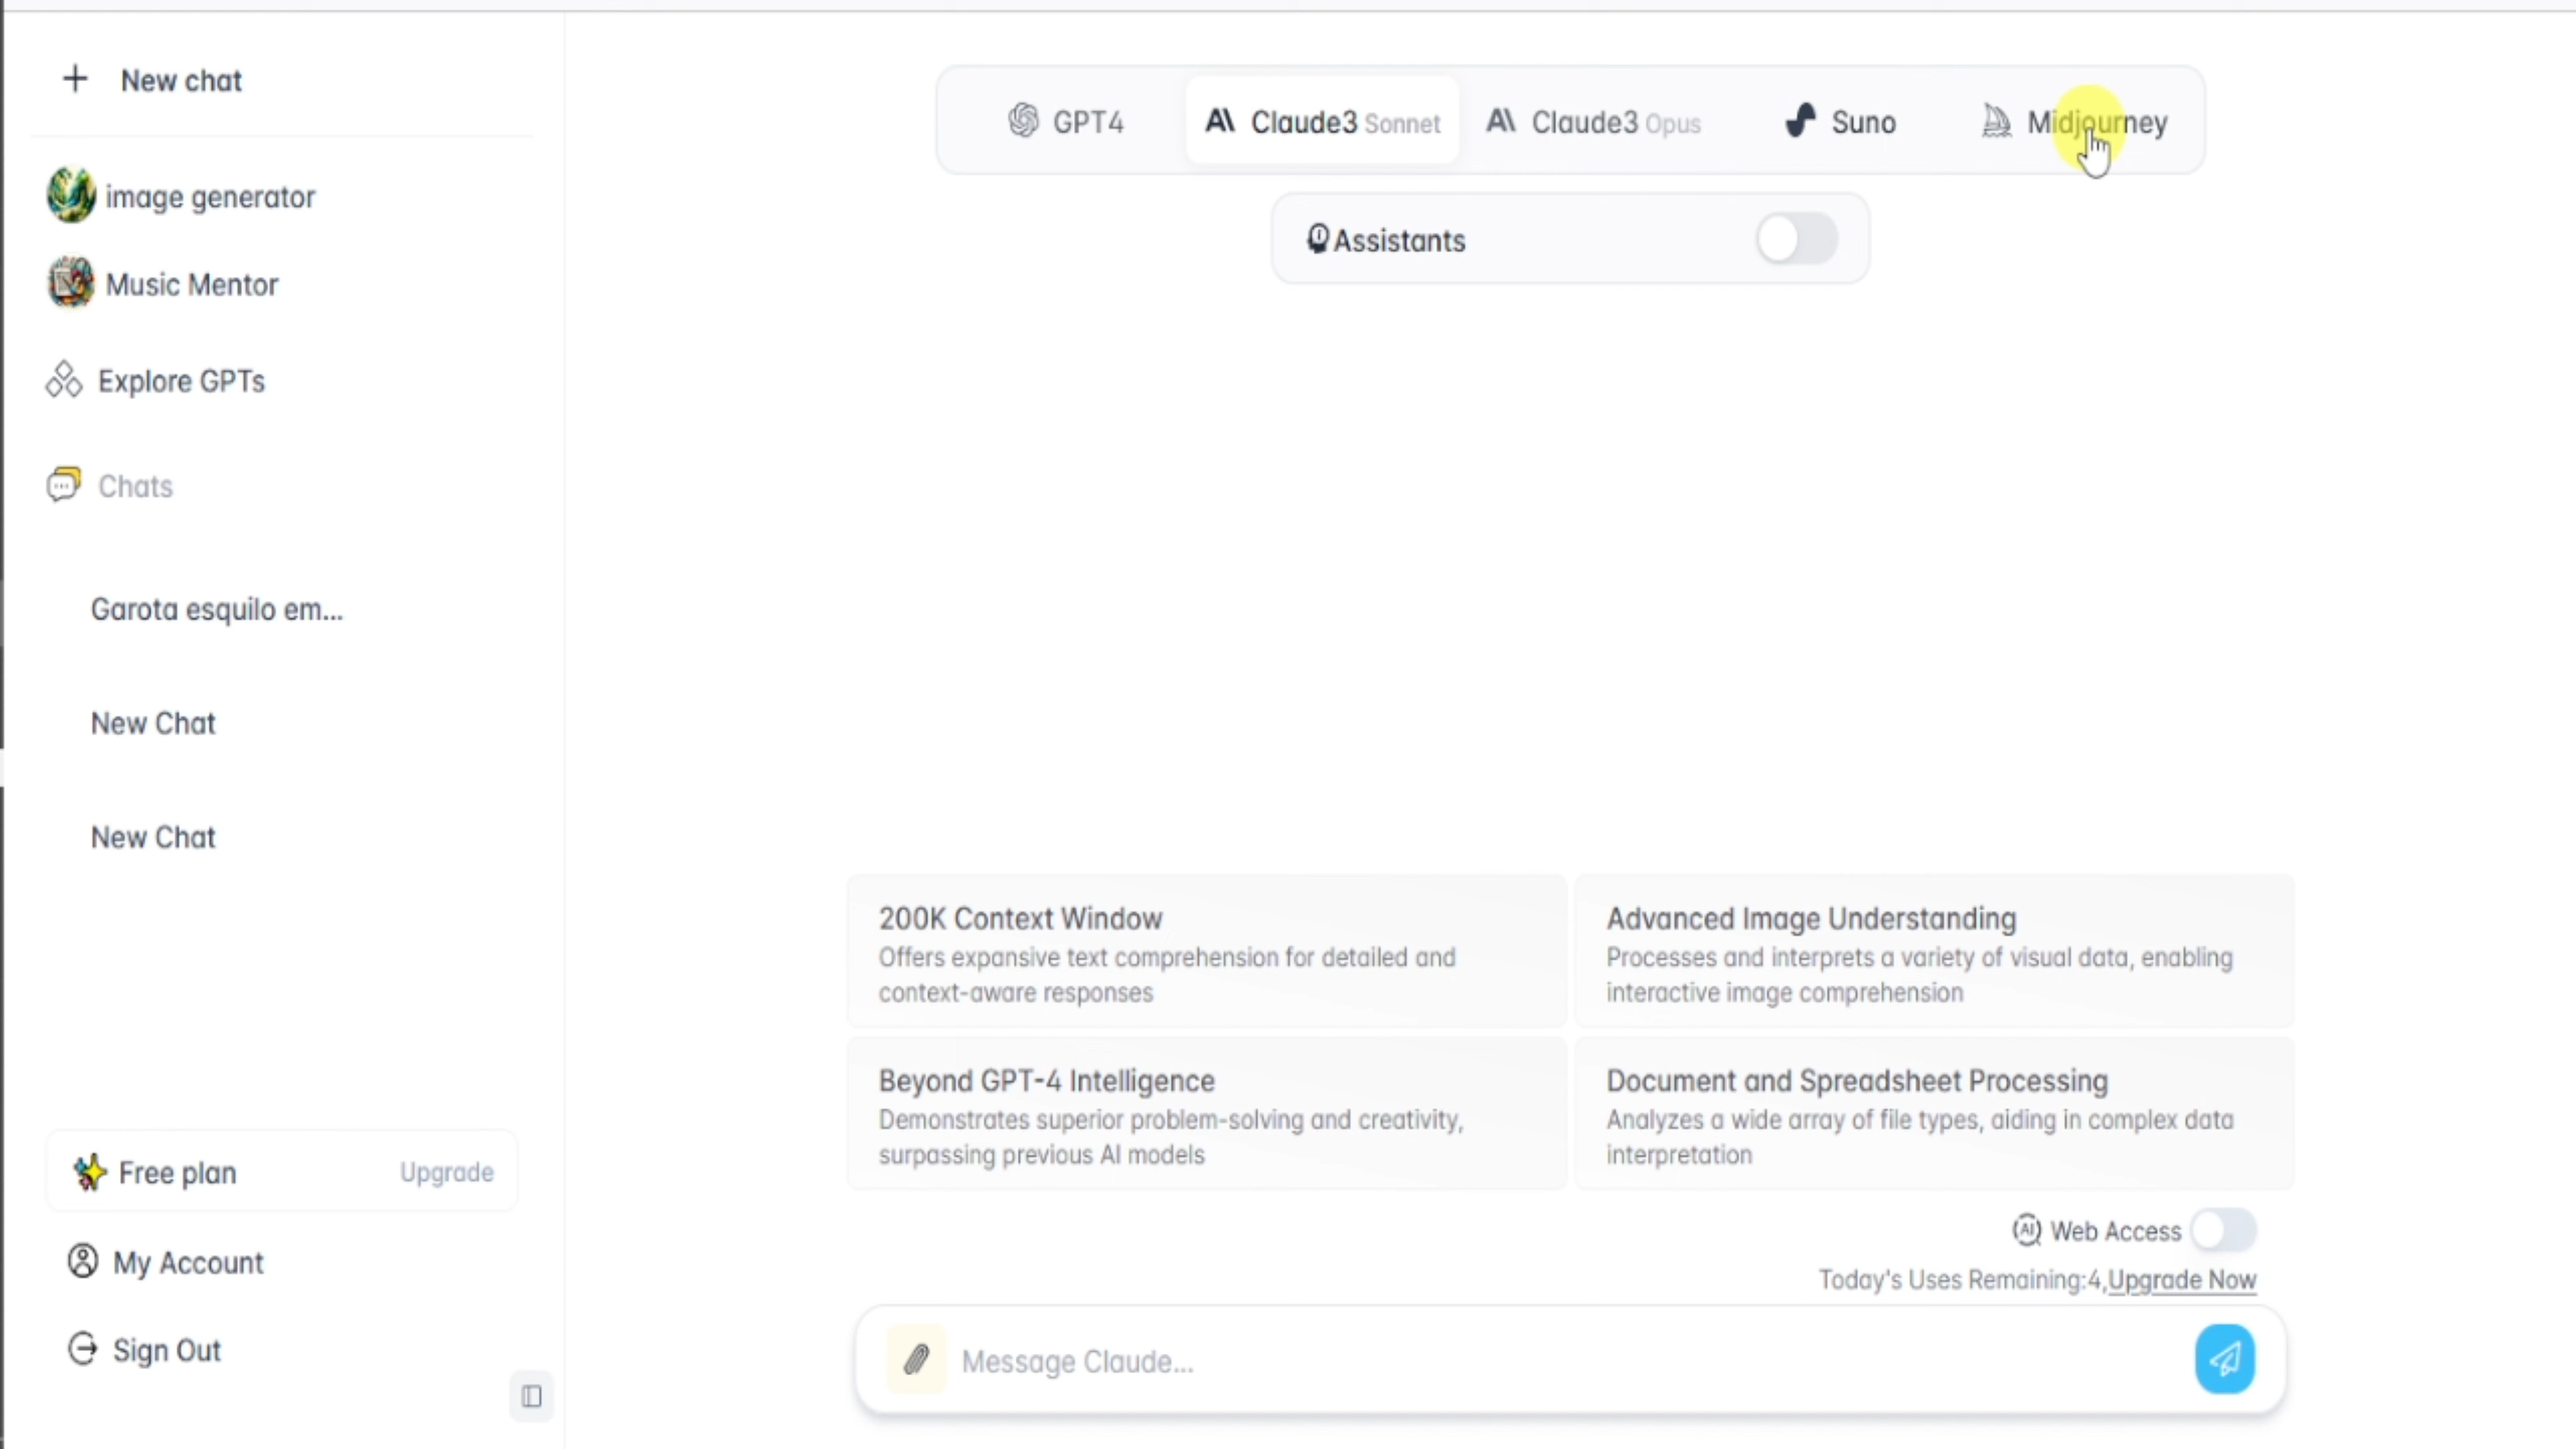 New chat
image generator
Music Mentor
Explore GPTs
Chats
Garota esquilo em...
New Chat
New Chat
Free plan Upgrade
My Account
Sign Out
GPT4 Claude3 Sonnet Claude3 Opus Suno Midjourney
Assistants
200K Context Window
Offers expansive text comprehension for detailed and
context-aware responses
Advanced Image Understanding
Processes and interprets a variety of visual data, enabling
interactive image comprehension
Beyond GPT-4 Intelligence
Demonstrates superior problem-solving and creativity,
surpassing previous AI models
Document and Spreadsheet Processing
Analyzes a wide array of file types, aiding in complex data
interpretation
Web Access
Today's Uses Remaining:4,Upgrade Now
Message Claude...